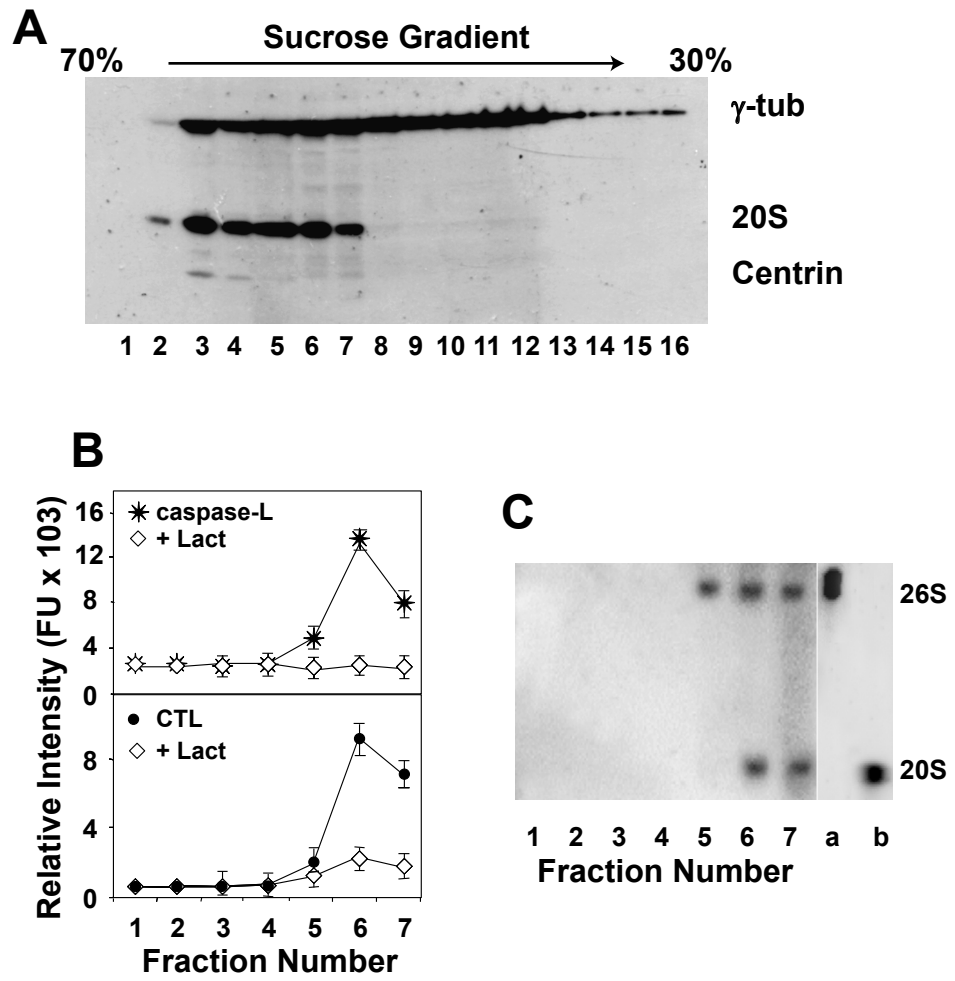 A
Sucrose Gradient
70%
30%
γ-tub
20S
Centrin
1 2 3 4 5 6 7 8 9 10 11 12 13 14 15 16
B
Relative Intensity (FU x 103)
16
12
8
4
0
caspase-L
+ Lact
8
4
0
CTL
+ Lact
1 2 3 4 5 6 7
Fraction Number
C
26S
20S
1 2 3 4 5 6 7 a b
Fraction Number